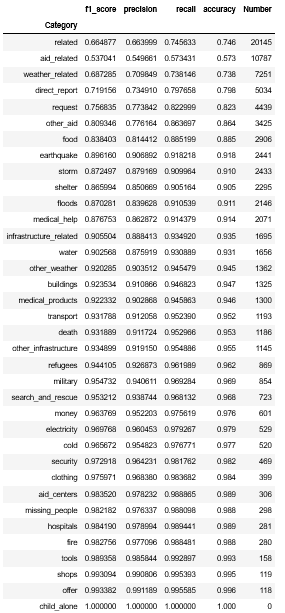 f1_score precision recall accuracy Number
Category
related 0.664877 0.663999 0.745633 0.746 20145
aid_related 0.537041 0.549661 0.573431 0.573 10787
weather_related 0.687285 0.709849 0.738146 0.738 7251
direct_report 0.719156 0.734910 0.797658 0.798 5034
request 0.756835 0.773842 0.822999 0.823 4439
other_aid 0.809346 0.776164 0.863697 0.864 3425
food 0.838403 0.814412 0.885199 0.885 2906
earthquake 0.896160 0.906892 0.918218 0.918 2441
storm 0.872497 0.879169 0.909964 0.910 2433
shelter 0.865994 0.850669 0.905164 0.905 2295
floods 0.870281 0.839628 0.910539 0.911 2146
medical_help 0.876753 0.862872 0.914379 0.914 2071
infrastructure_related 0.905504 0.888413 0.934920 0.935 1695
water 0.902568 0.875919 0.930889 0.931 1656
other_weather 0.920285 0.903512 0.945479 0.945 1362
buildings 0.923534 0.910866 0.946823 0.947 1325
medical_products 0.922332 0.902868 0.945863 0.946 1300
transport 0.931788 0.912058 0.952390 0.952 1193
death 0.931889 0.911724 0.952966 0.953 1186
other_infrastructure 0.934899 0.919150 0.954886 0.955 1145
refugees 0.944105 0.926873 0.961989 0.962 869
military 0.954732 0.940611 0.969284 0.969 854
search_and_rescue 0.953212 0.938744 0.968132 0.968 723
money 0.963769 0.952203 0.975619 0.976 601
electricity 0.969768 0.960453 0.979267 0.979 529
cold 0.965672 0.954823 0.976771 0.977 520
security 0.972918 0.964231 0.981762 0.982 469
clothing 0.975971 0.968380 0.983682 0.984 399
aid_centers 0.983520 0.978232 0.988865 0.989 306
missing_people 0.982182 0.976337 0.988098 0.988 298
hospitals 0.984190 0.978994 0.989441 0.989 281
fire 0.982756 0.977096 0.988481 0.988 280
tools 0.989358 0.985844 0.992897 0.993 158
shops 0.993094 0.990806 0.995393 0.995 119
offer 0.993382 0.991189 0.995585 0.996 118
child_alone 1.000000 1.000000 1.000000 1.000 0